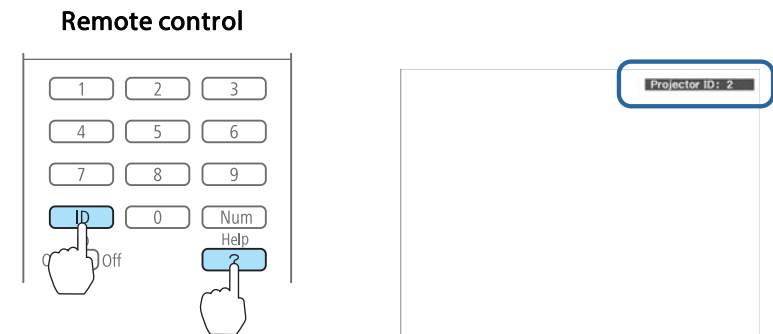 Remote control
Projector ID: 2
1 2 3
4 5 6
7 8 9
ID 0 Num
Help
Off ?